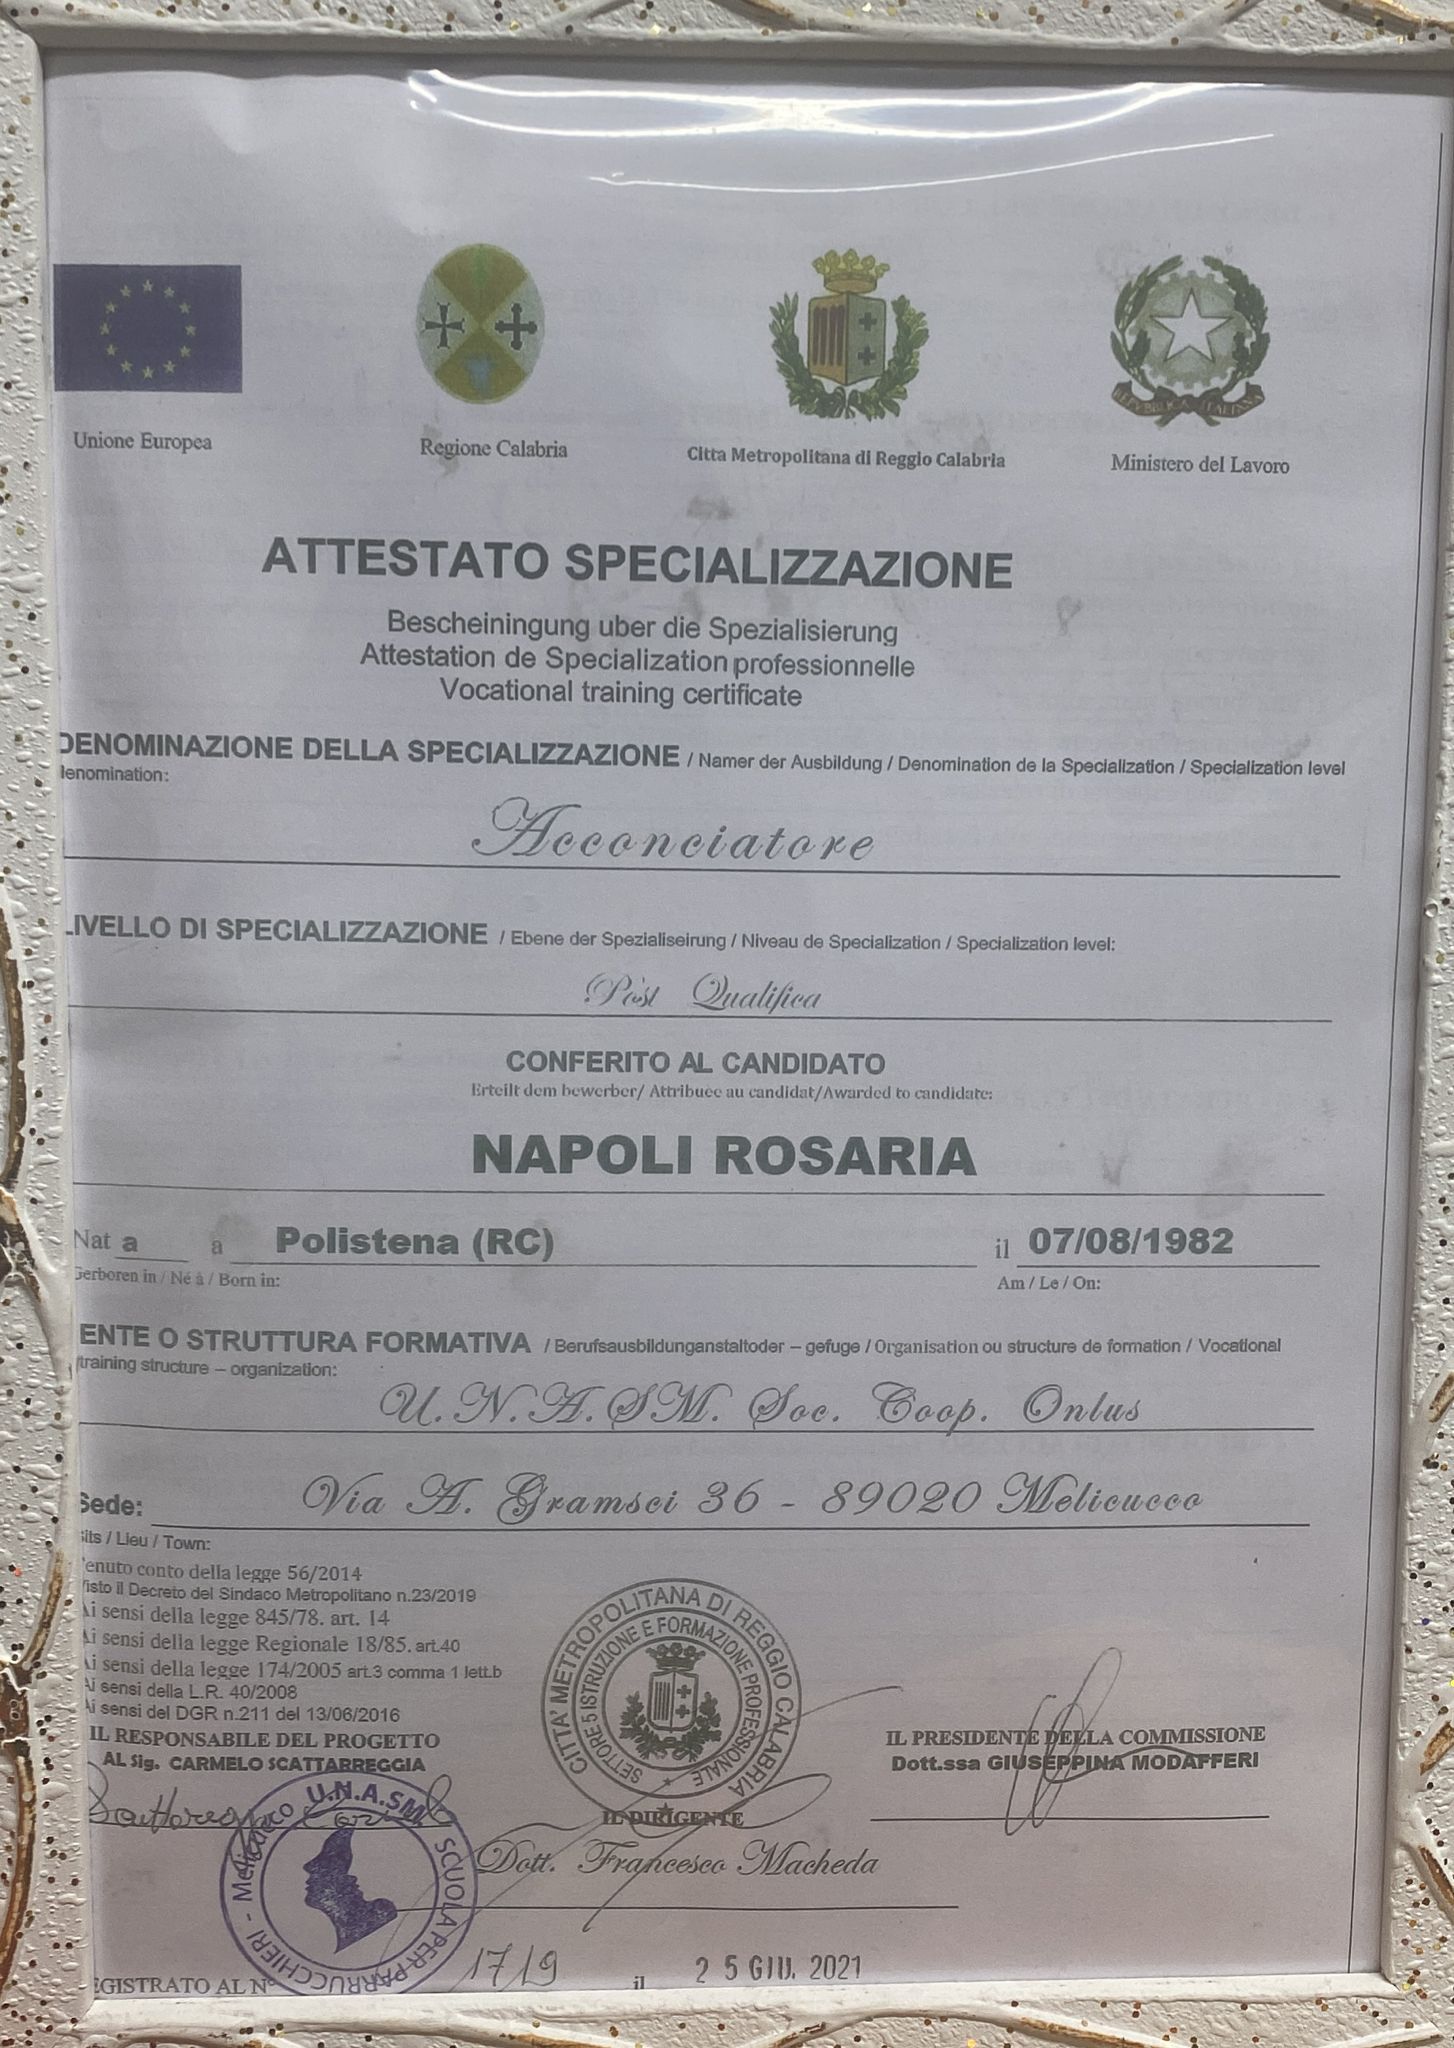 Unione Europea
Regione Calabria
Citta Metropolitana di Reggio Calabria
Ministero del Lavoro
REPVBBLICA ITALIANA
ATTESTATO SPECIALIZZAZIONE
Bescheiningung uber die Spezialisierung
Attestation de Specialization professionnelle
Vocational training certificate
DENOMINAZIONE DELLA SPECIALIZZAZIONE / Namer der Ausbildung / Denomination de la Specialization / Specialization level
denomination:
Acconciatore
LIVELLO DI SPECIALIZZAZIONE / Ebene der Spezialiseirung / Niveau de Specialization / Specialization level:
Post Qualifica
CONFERITO AL CANDIDATO
Erteilt dem bewerber/ Attribuee au candidat/Awarded to candidate:
NAPOLI ROSARIA
Nat a a Polistena (RC) il 07/08/1982
Gerboren in / Né à / Born in: Am / Le / On:
ENTE O STRUTTURA FORMATIVA / Berufsausbildunganstaltoder – gefuge / Organisation ou structure de formation / Vocational
training structure – organization:
U.N.A.SM. Soc. Coop. Onlus
Sede: Via A. Gramsci 36 - 89020 Melicucco
its / Lieu / Town:
enuto conto della legge 56/2014
isto il Decreto del Sindaco Metropolitano n.23/2019
Ai sensi della legge 845/78. art. 14
Ai sensi della legge Regionale 18/85. art.40
Ai sensi della legge 174/2005 art.3 comma 1 lett.b
Ai sensi della L.R. 40/2008
Ai sensi del DGR n.211 del 13/06/2016
IL RESPONSABILE DEL PROGETTO
AL Sig. CARMELO SCATTARREGGIA
CITTA' METROPOLITANA DI REGGIO CALABRIA
SETTORE 5 ISTRUZIONE E FORMAZIONE PROFESSIONALE
IL PRESIDENTE DELLA COMMISSIONE
Dott.ssa GIUSEPPINA MODAFFERI
IL DIRIGENTE
Dott. Francesco Macheda
U.N.A.SM. SCUOLA PER PARRUCCHIERI - Melicucco
EGISTRATO AL N° 1719 il 25 GIU. 2021